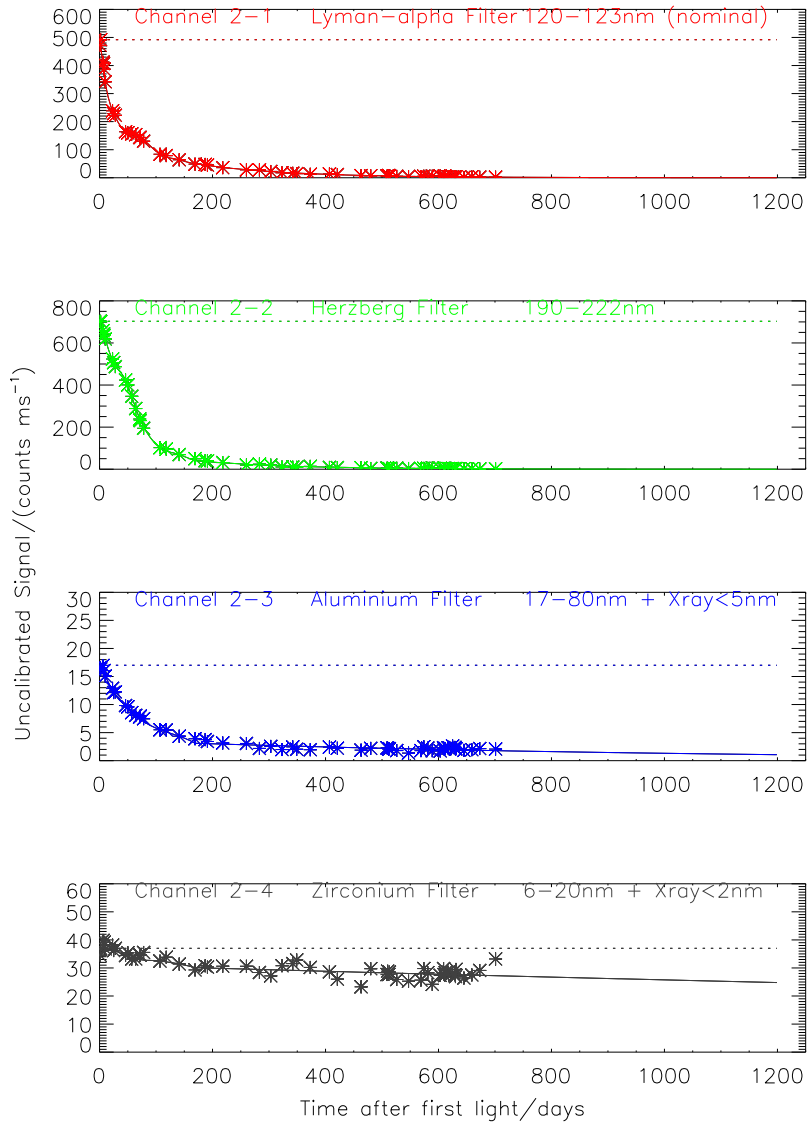 Uncalibrated Signal/(counts ms⁻¹)
Channel 2-1 Lyman-alpha Filter 120-123nm (nominal)
600
500
400
300
200
100
0
0 200 400 600 800 1000 1200
Channel 2-2 Herzberg Filter 190-222nm
800
600
400
200
0
0 200 400 600 800 1000 1200
Channel 2-3 Aluminium Filter 17-80nm + Xray<5nm
30
25
20
15
10
5
0
0 200 400 600 800 1000 1200
Channel 2-4 Zirconium Filter 6-20nm + Xray<2nm
60
50
40
30
20
10
0
0 200 400 600 800 1000 1200
Time after first light/days